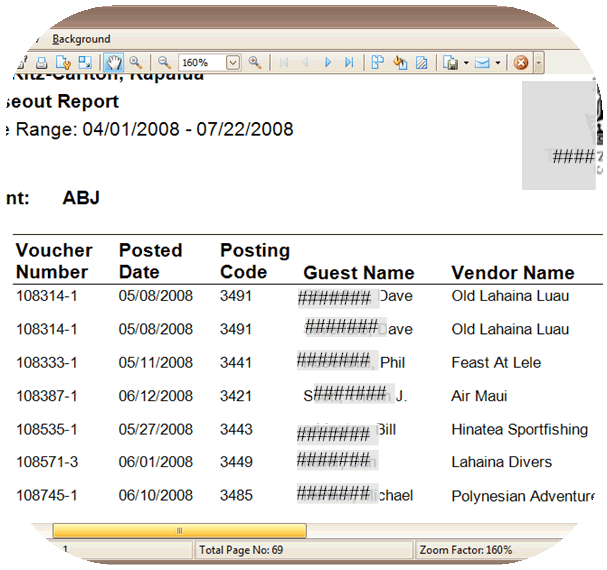 Background
160%
Ritz-Carlton, Kapalua
seout Report
e Range: 04/01/2008 - 07/22/2008
####
nt: ABJ
Voucher Number Posted Date Posting Code Guest Name Vendor Name
108314-1 05/08/2008 3491 ####### Dave Old Lahaina Luau
108314-1 05/08/2008 3491 ####### Dave Old Lahaina Luau
108333-1 05/11/2008 3441 ####### Phil Feast At Lele
108387-1 06/12/2008 3421 S####### J. Air Maui
108535-1 05/27/2008 3443 ####### Bill Hinatea Sportfishing
108571-3 06/01/2008 3449 ####### Lahaina Divers
108745-1 06/10/2008 3485 ####### ichael Polynesian Adventure
1 Total Page No: 69 Zoom Factor: 160%